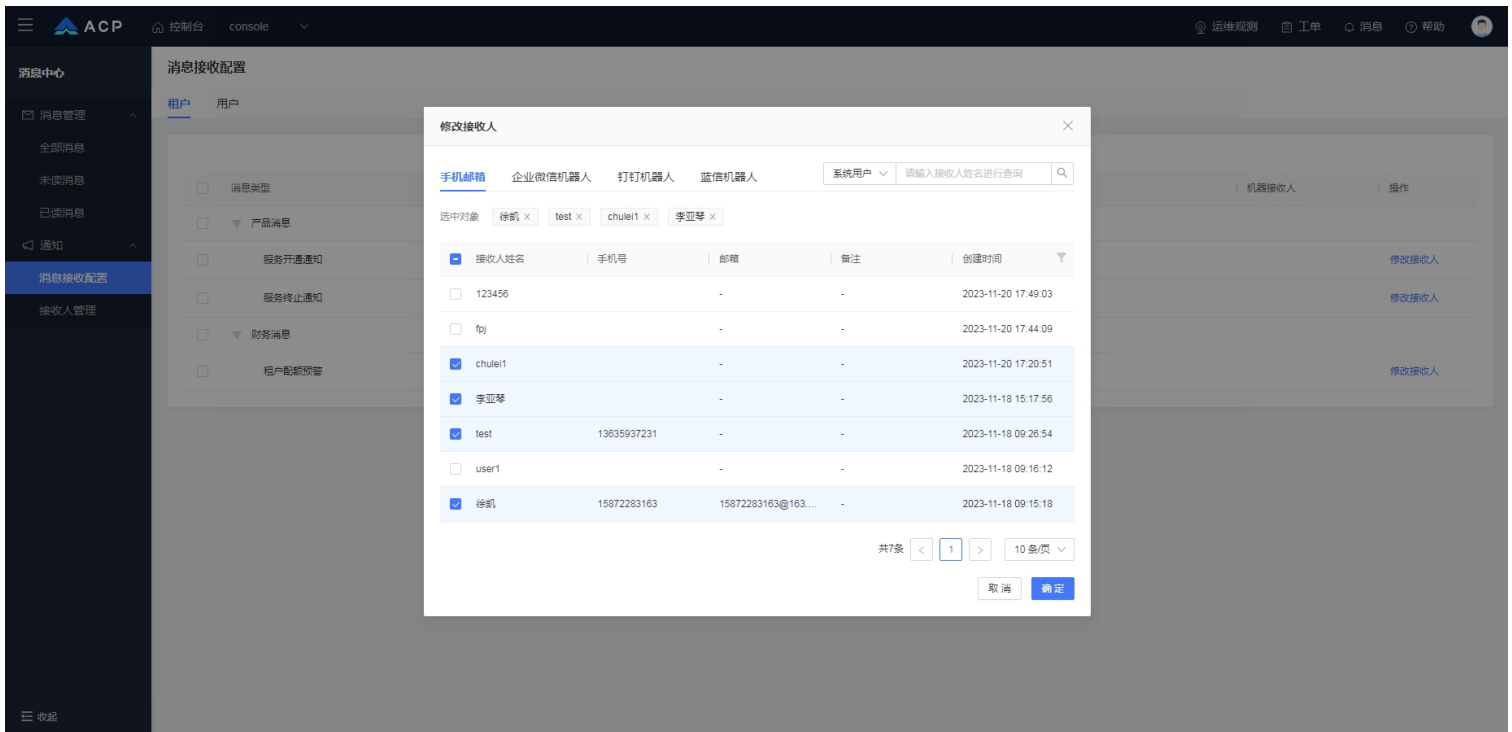 ACP 控制台 console 运维观测 工单 消息 帮助
消息中心
消息接收配置
租户 用户
消息管理
全部消息
未读消息
已读消息
通知
消息接收配置
接收人管理
收起
消息类型 机器接收人 操作
产品消息
服务开通通知 修改接收人
服务终止通知 修改接收人
财务消息
租户配额预警 修改接收人
修改接收人
手机邮箱 企业微信机器人 钉钉机器人 蓝信机器人 系统用户 请输入接收人姓名进行查询
选中对象 徐凯 test chulei1 李亚琴
接收人姓名 手机号 邮箱 备注 创建时间
123456 - - 2023-11-20 17:49:03
fpj - - 2023-11-20 17:44:09
chulei1 - - 2023-11-20 17:20:51
李亚琴 - - 2023-11-18 15:17:56
test 13635937231 - - 2023-11-18 09:26:54
user1 - - 2023-11-18 09:16:12
徐凯 15872283163 15872283163@163.... - 2023-11-18 09:15:18
共7条 < 1 > 10 条/页
取消 确定